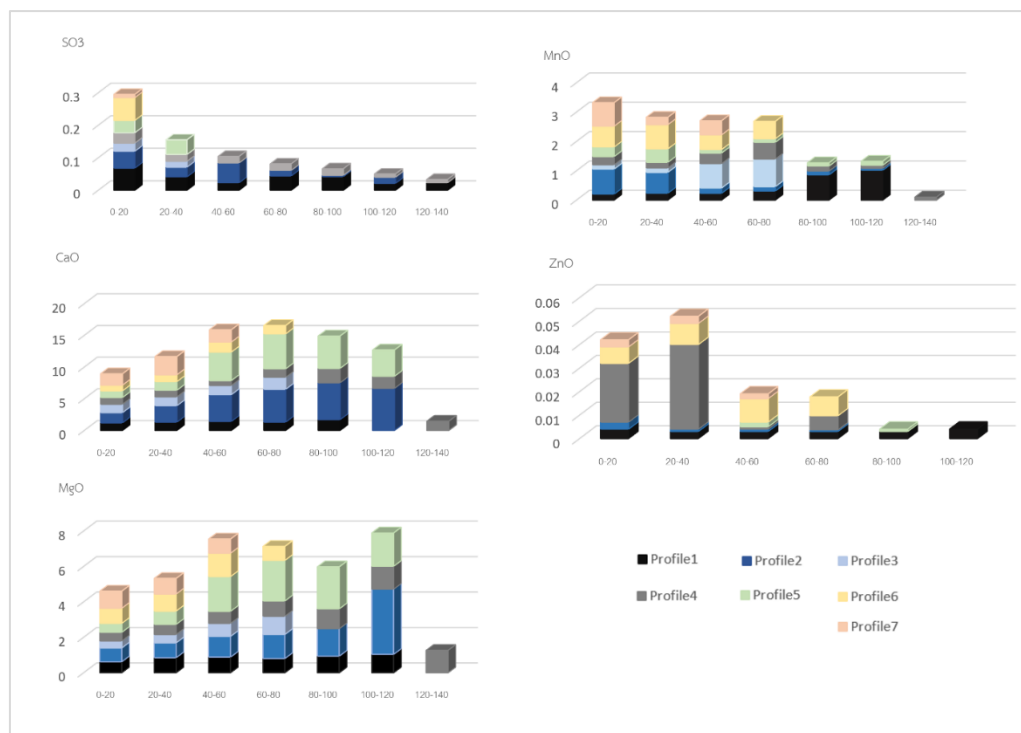 SO3
0.3
0.2
0.1
0
0-20 20-40 40-60 60-80 80-100 100-120 120-140
MnO
4
3
2
1
0
0-20 20-40 40-60 60-80 80-100 100-120 120-140
CaO
20
15
10
5
0
0-20 20-40 40-60 60-80 80-100 100-120 120-140
ZnO
0.06
0.05
0.04
0.03
0.02
0.01
0
0-20 20-40 40-60 60-80 80-100 100-120
MgO
8
6
4
2
0
0-20 20-40 40-60 60-80 80-100 100-120 120-140
Profile1 Profile2 Profile3
Profile4 Profile5 Profile6
Profile7